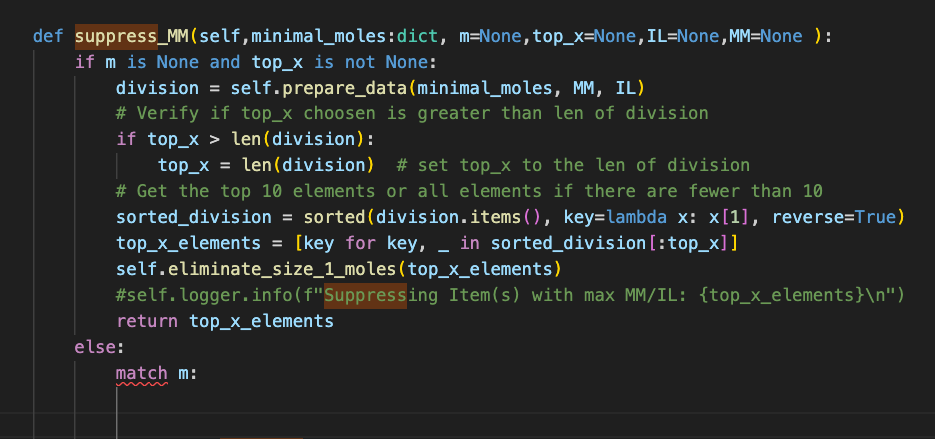 def suppress_MM(self,minimal_moles:dict, m=None,top_x=None,IL=None,MM=None ):
    if m is None and top_x is not None:
        division = self.prepare_data(minimal_moles, MM, IL)
        # Verify if top_x choosen is greater than len of division
        if top_x > len(division):
            top_x = len(division)  # set top_x to the len of division
        # Get the top 10 elements or all elements if there are fewer than 10
        sorted_division = sorted(division.items(), key=lambda x: x[1], reverse=True)
        top_x_elements = [key for key, _ in sorted_division[:top_x]]
        self.eliminate_size_1_moles(top_x_elements)
        #self.logger.info(f"Suppressing Item(s) with max MM/IL: {top_x_elements}\n")
        return top_x_elements
    else:
        match m: